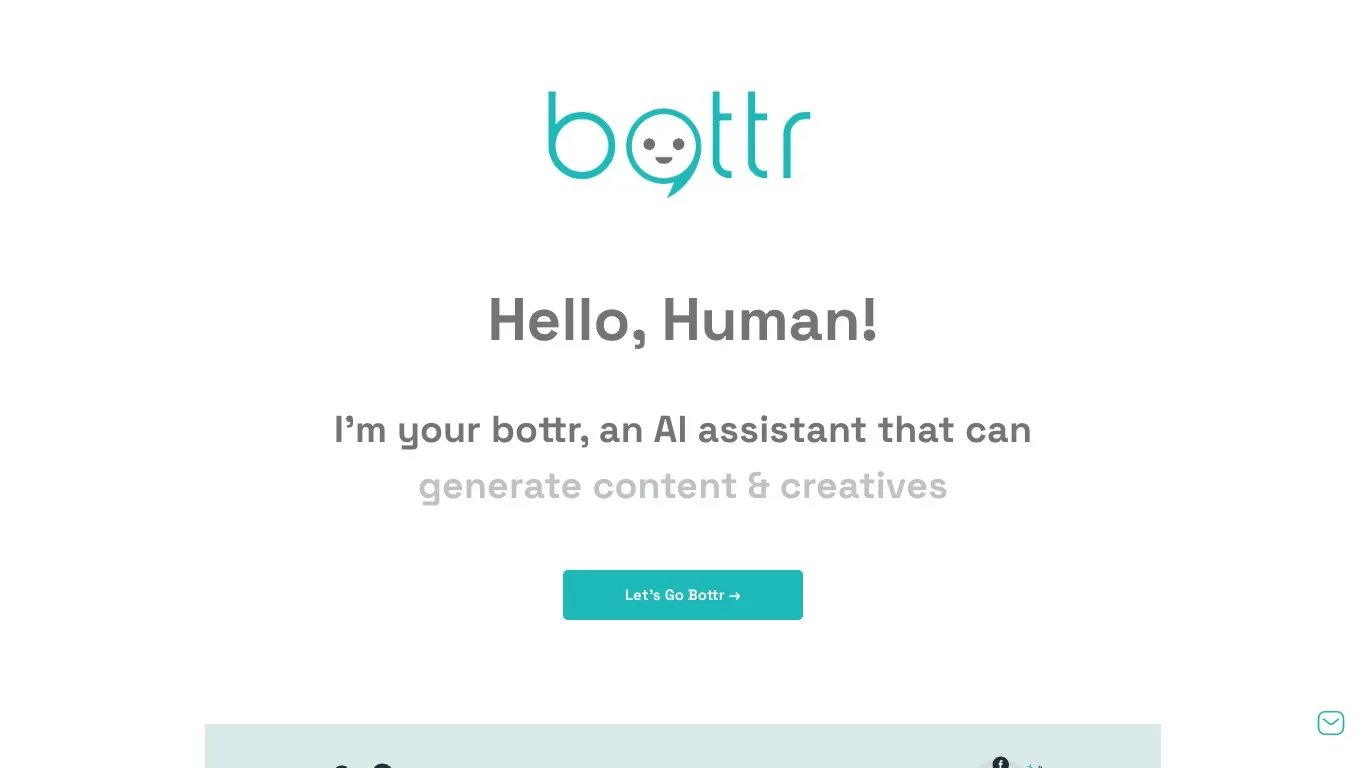 bottr
Hello, Human!
I'm your bottr, an AI assistant that can
generate content & creatives
Let's Go Bottr →
f